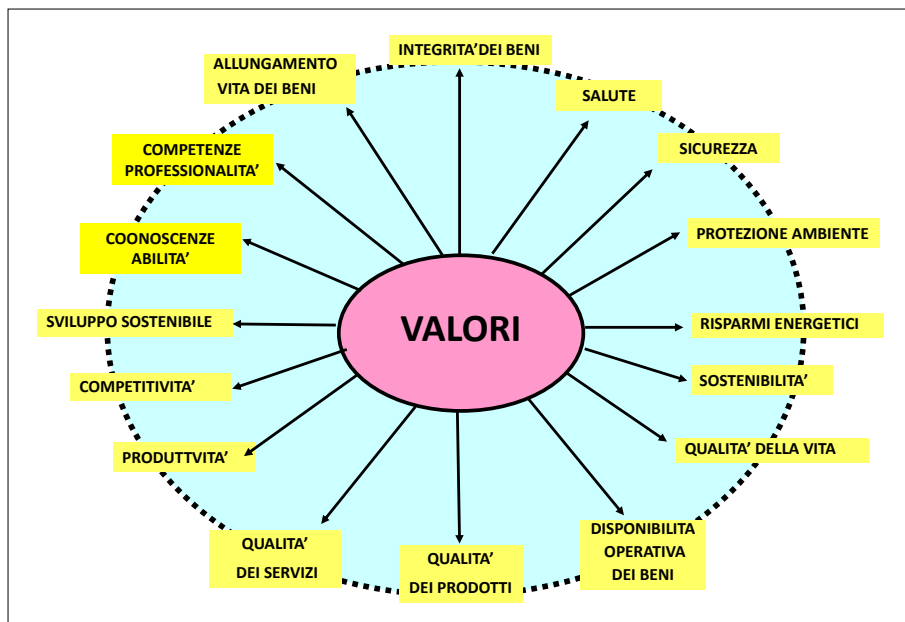 INTEGRITA'DEI BENI
ALLUNGAMENTO
VITA DEI BENI
SALUTE
COMPETENZE
PROFESSIONALITA'
SICUREZZA
COONOSCENZE
ABILITA'
PROTEZIONE AMBIENTE
SVILUPPO SOSTENIBILE
VALORI
RISPARMI ENERGETICI
COMPETITIVITA'
SOSTENIBILITA'
PRODUTTVITA'
QUALITA' DELLA VITA
QUALITA'
DEI SERVIZI
QUALITA'
DEI PRODOTTI
DISPONIBILITA
OPERATIVA
DEI BENI